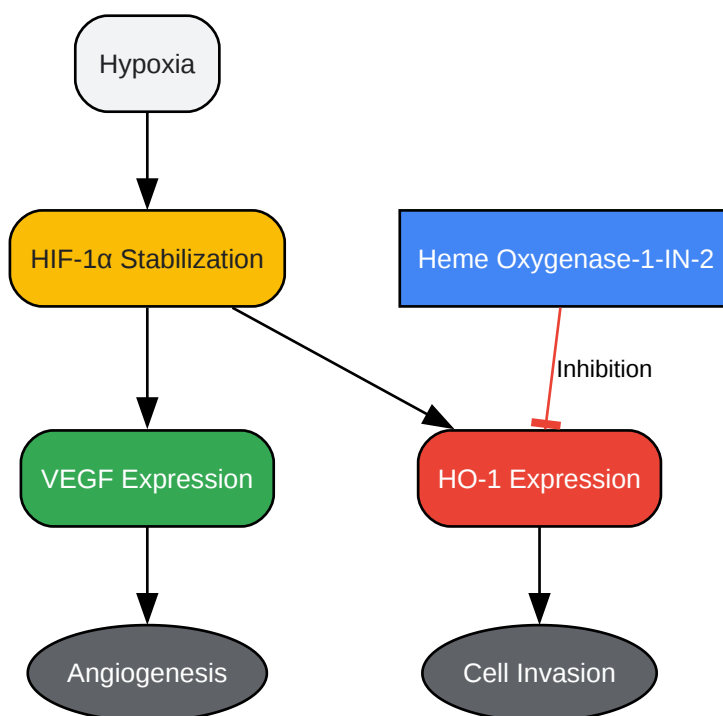 Hypoxia
HIF-1α Stabilization
Heme Oxygenase-1-IN-2
Inhibition
VEGF Expression
HO-1 Expression
Angiogenesis
Cell Invasion